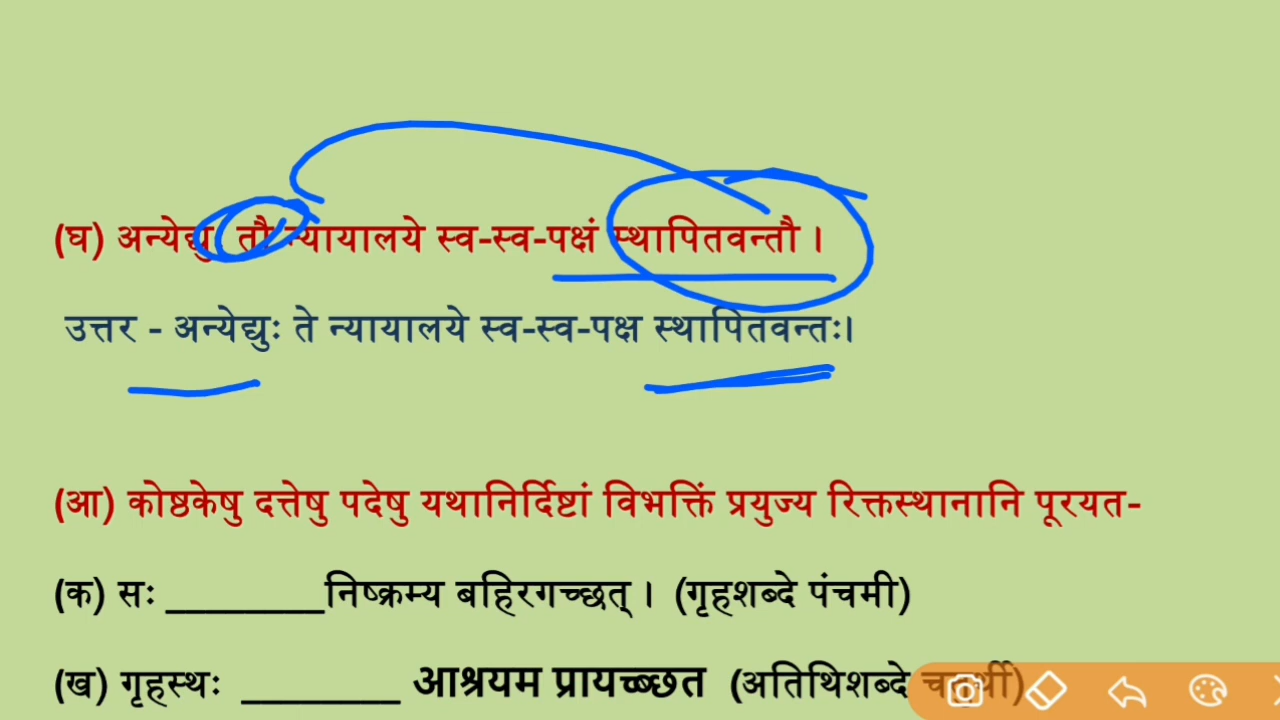 (घ) अन्येद्यु तौ न्यायालये स्व-स्व-पक्षं स्थापितवन्तौ ।
उत्तर - अन्येद्युः ते न्यायालये स्व-स्व-पक्ष स्थापितवन्तः।
(आ) कोष्ठकेषु दत्तेषु पदेषु यथानिर्दिष्टां विभक्तिं प्रयुज्य रिक्तस्थानानि पूरयत-
(क) सः ________निष्क्रम्य बहिरगच्छत् । (गृहशब्दे पंचमी)
(ख) गृहस्थः ________ आश्रयम प्रायच्छत (अतिथिशब्दे चतुर्थी)